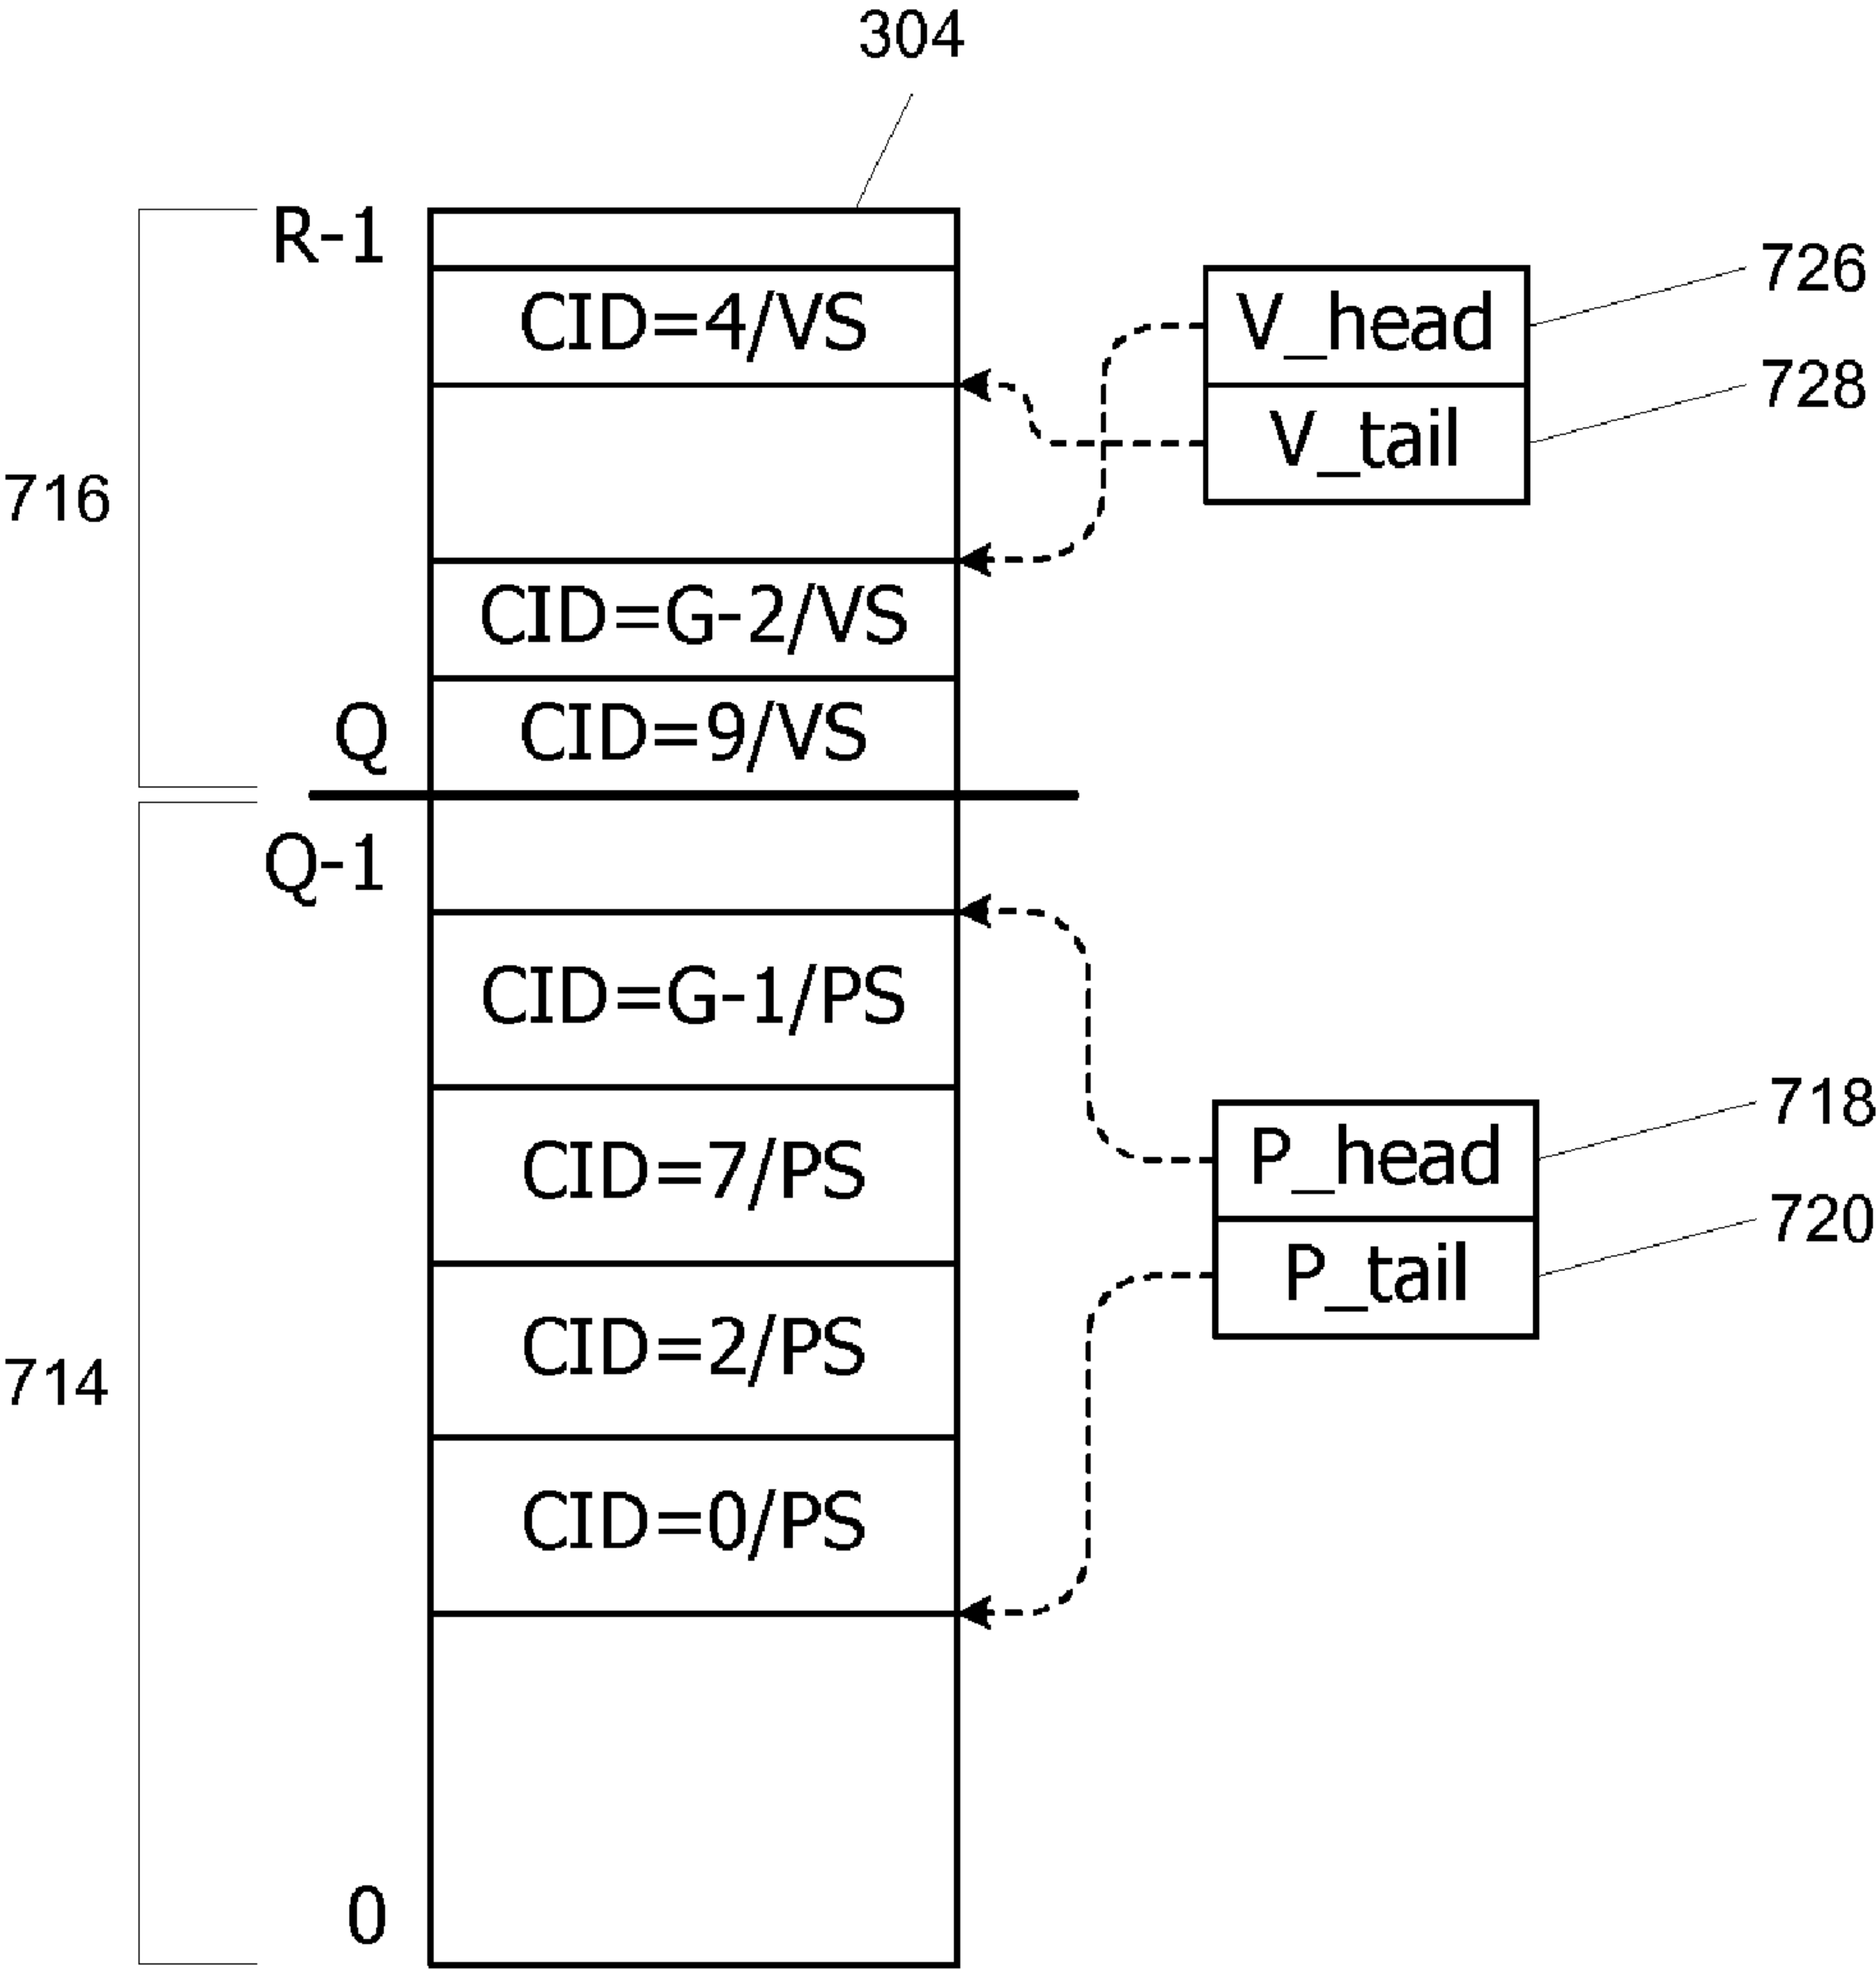 304
R-1
CID=4/VS
V_head
726
V_tail
728
716
CID=G-2/VS
Q
CID=9/VS
Q-1
CID=G-1/PS
CID=7/PS
P_head
718
P_tail
720
CID=2/PS
714
CID=0/PS
0